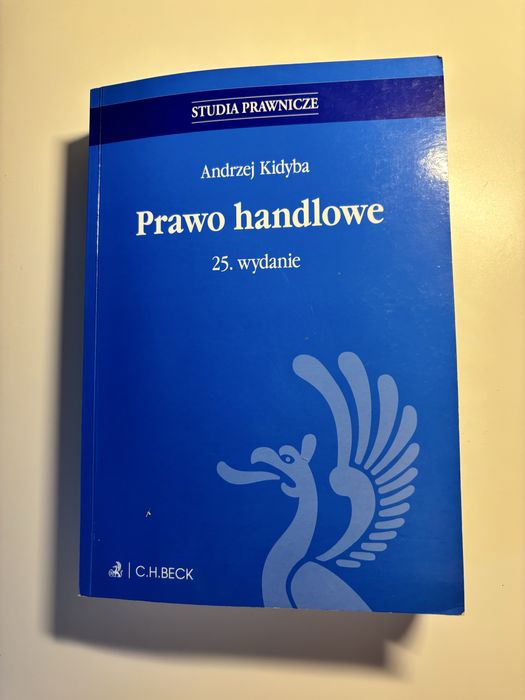 STUDIA PRAWNICZE
Andrzej Kidyba
Prawo handlowe
25. wydanie
C.H.BECK